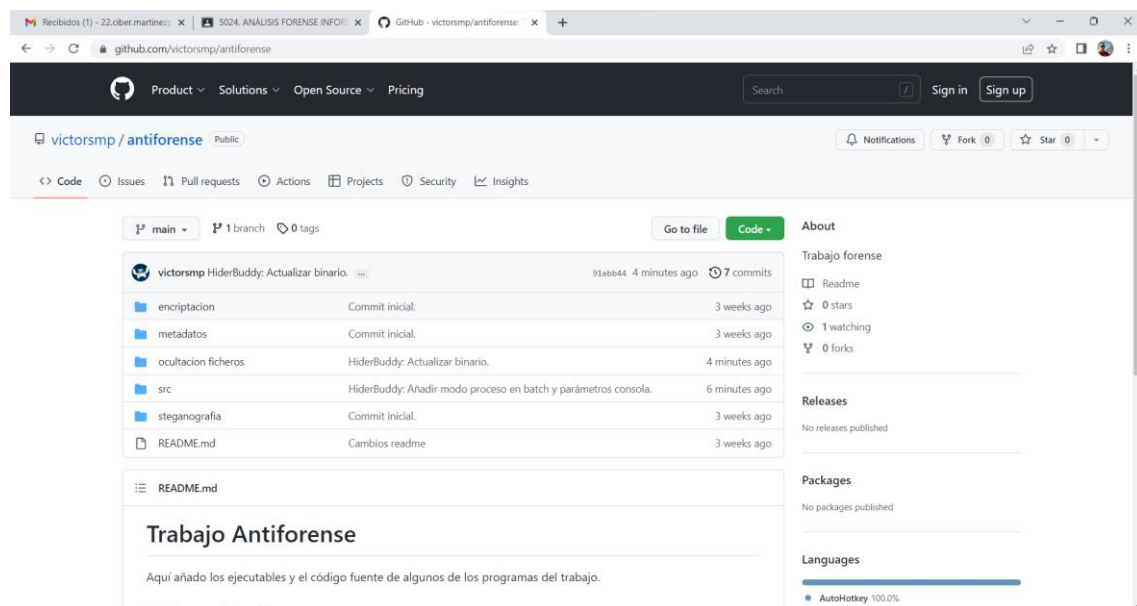 Recibidos (1) - 22.ciber.martinez
5024. ANÁLISIS FORENSE INFOR
GitHub - victorsmp/antiforense:
github.com/victorsmp/antiforense
Product Solutions Open Source Pricing
Search /
Sign in Sign up
victorsmp / antiforense Public
Notifications Fork 0 Star 0
Code Issues Pull requests Actions Projects Security Insights
main 1 branch 0 tags Go to file Code
victorsmp HiderBuddy: Actualizar binario. ... 91ebb44 4 minutes ago 7 commits
encriptacion Commit inicial. 3 weeks ago
metadatos Commit inicial. 3 weeks ago
ocultacion ficheros HiderBuddy: Actualizar binario. 4 minutes ago
src HiderBuddy: Añadir modo proceso en batch y parámetros consola. 6 minutes ago
steganografia Commit inicial. 3 weeks ago
README.md Cambios readme 3 weeks ago
README.md
Trabajo Antiforense
Aquí añado los ejecutables y el código fuente de algunos de los programas del trabajo.
About
Trabajo forense
Readme
0 stars
1 watching
0 forks
Releases
No releases published
Packages
No packages published
Languages
AutoHotkey 100.0%